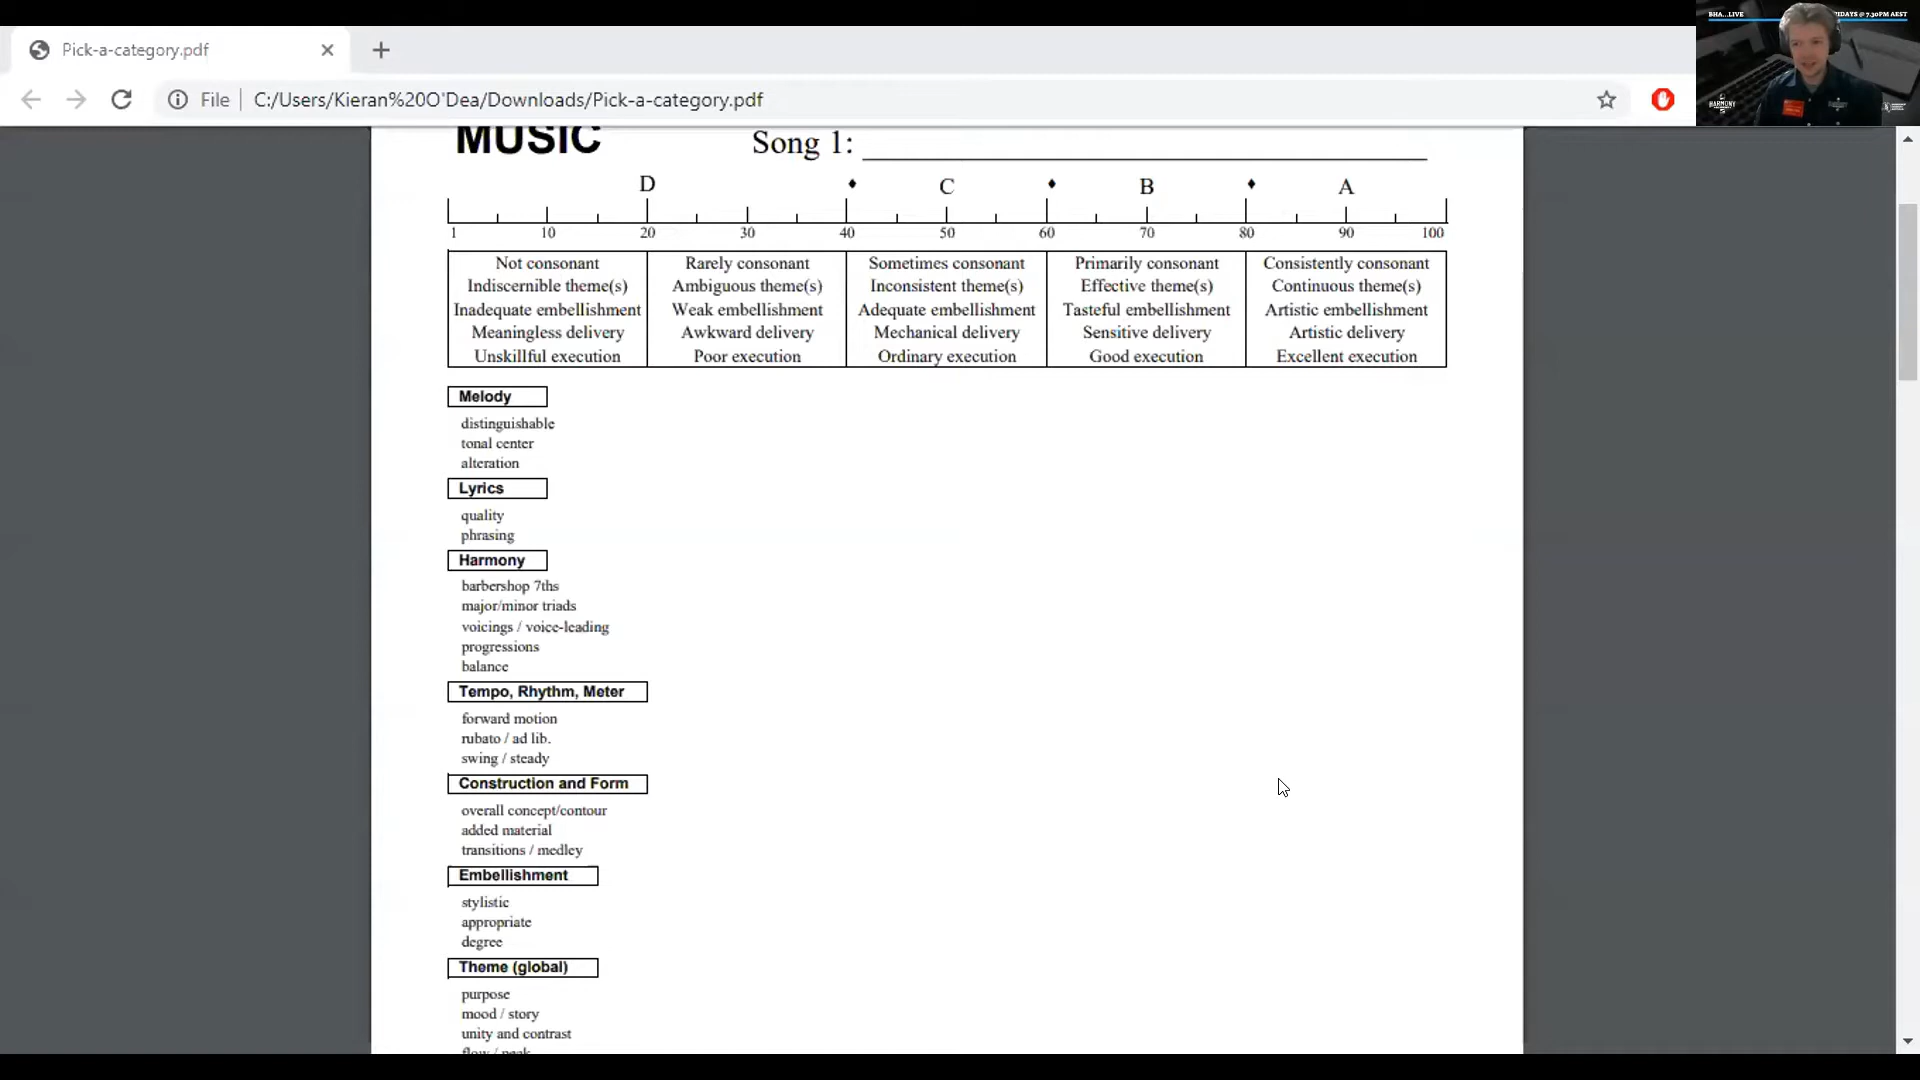 Pick-a-category.pdf
File C:/Users/Kieran%20O'Dea/Downloads/Pick-a-category.pdf
MUSIC Song 1:
D ♦ C ♦ B ♦ A
1 10 20 30 40 50 60 70 80 90 100
Not consonant Rarely consonant Sometimes consonant Primarily consonant Consistently consonant
Indiscernible theme(s) Ambiguous theme(s) Inconsistent theme(s) Effective theme(s) Continuous theme(s)
Inadequate embellishment Weak embellishment Adequate embellishment Tasteful embellishment Artistic embellishment
Meaningless delivery Awkward delivery Mechanical delivery Sensitive delivery Artistic delivery
Unskillful execution Poor execution Ordinary execution Good execution Excellent execution
Melody
distinguishable
tonal center
alteration
Lyrics
quality
phrasing
Harmony
barbershop 7ths
major/minor triads
voicings / voice-leading
progressions
balance
Tempo, Rhythm, Meter
forward motion
rubato / ad lib.
swing / steady
Construction and Form
overall concept/contour
added material
transitions / medley
Embellishment
stylistic
appropriate
degree
Theme (global)
purpose
mood / story
unity and contrast
flow / peak
@ 7.30PM AEST
HARMONY